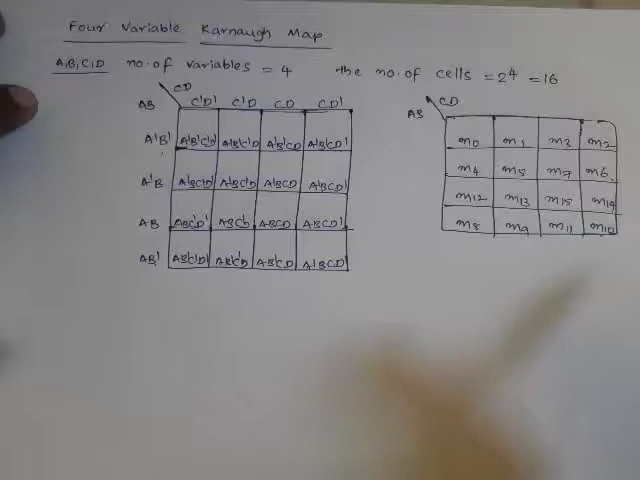 Four Variable Karnaugh Map
A,B,C,D no. of variables = 4 the no. of cells = 2⁴ = 16
CD
AB C'D' C'D CD CD'
A'B' A'B'C'D' A'B'C'D A'B'CD A'B'CD'
A'B A'BC'D' A'BC'D A'BCD A'BCD'
AB ABC'D' ABC'D ABCD ABCD'
AB' AB'C'D' AB'C'D AB'CD A'BCD'
CD
AB
m0 m1 m3 m2
m4 m5 m7 m6
m12 m13 m15 m14
m8 m9 m11 m10